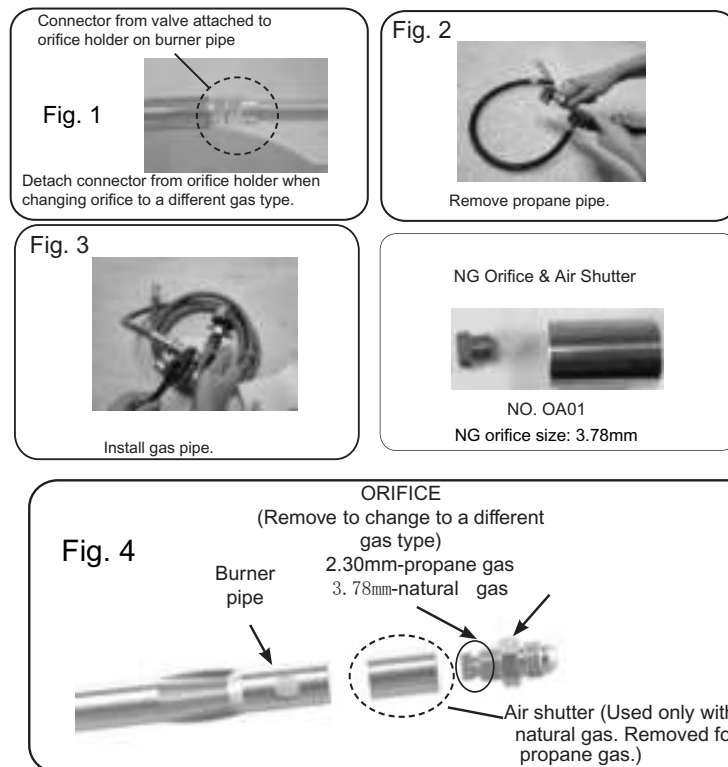 Connector from valve attached to
orifice holder on burner pipe
Fig. 1
Detach connector from orifice holder when
changing orifice to a different gas type.
Fig. 2
Remove propane pipe.
Fig. 3
Install gas pipe.
NG Orifice & Air Shutter
NO. OA01
NG orifice size: 3.78mm
Fig. 4
ORIFICE
(Remove to change to a different
gas type)
2.30mm-propane gas
3.78mm-natural gas
Burner
pipe
Air shutter (Used only with
natural gas. Removed fo
propane gas.)